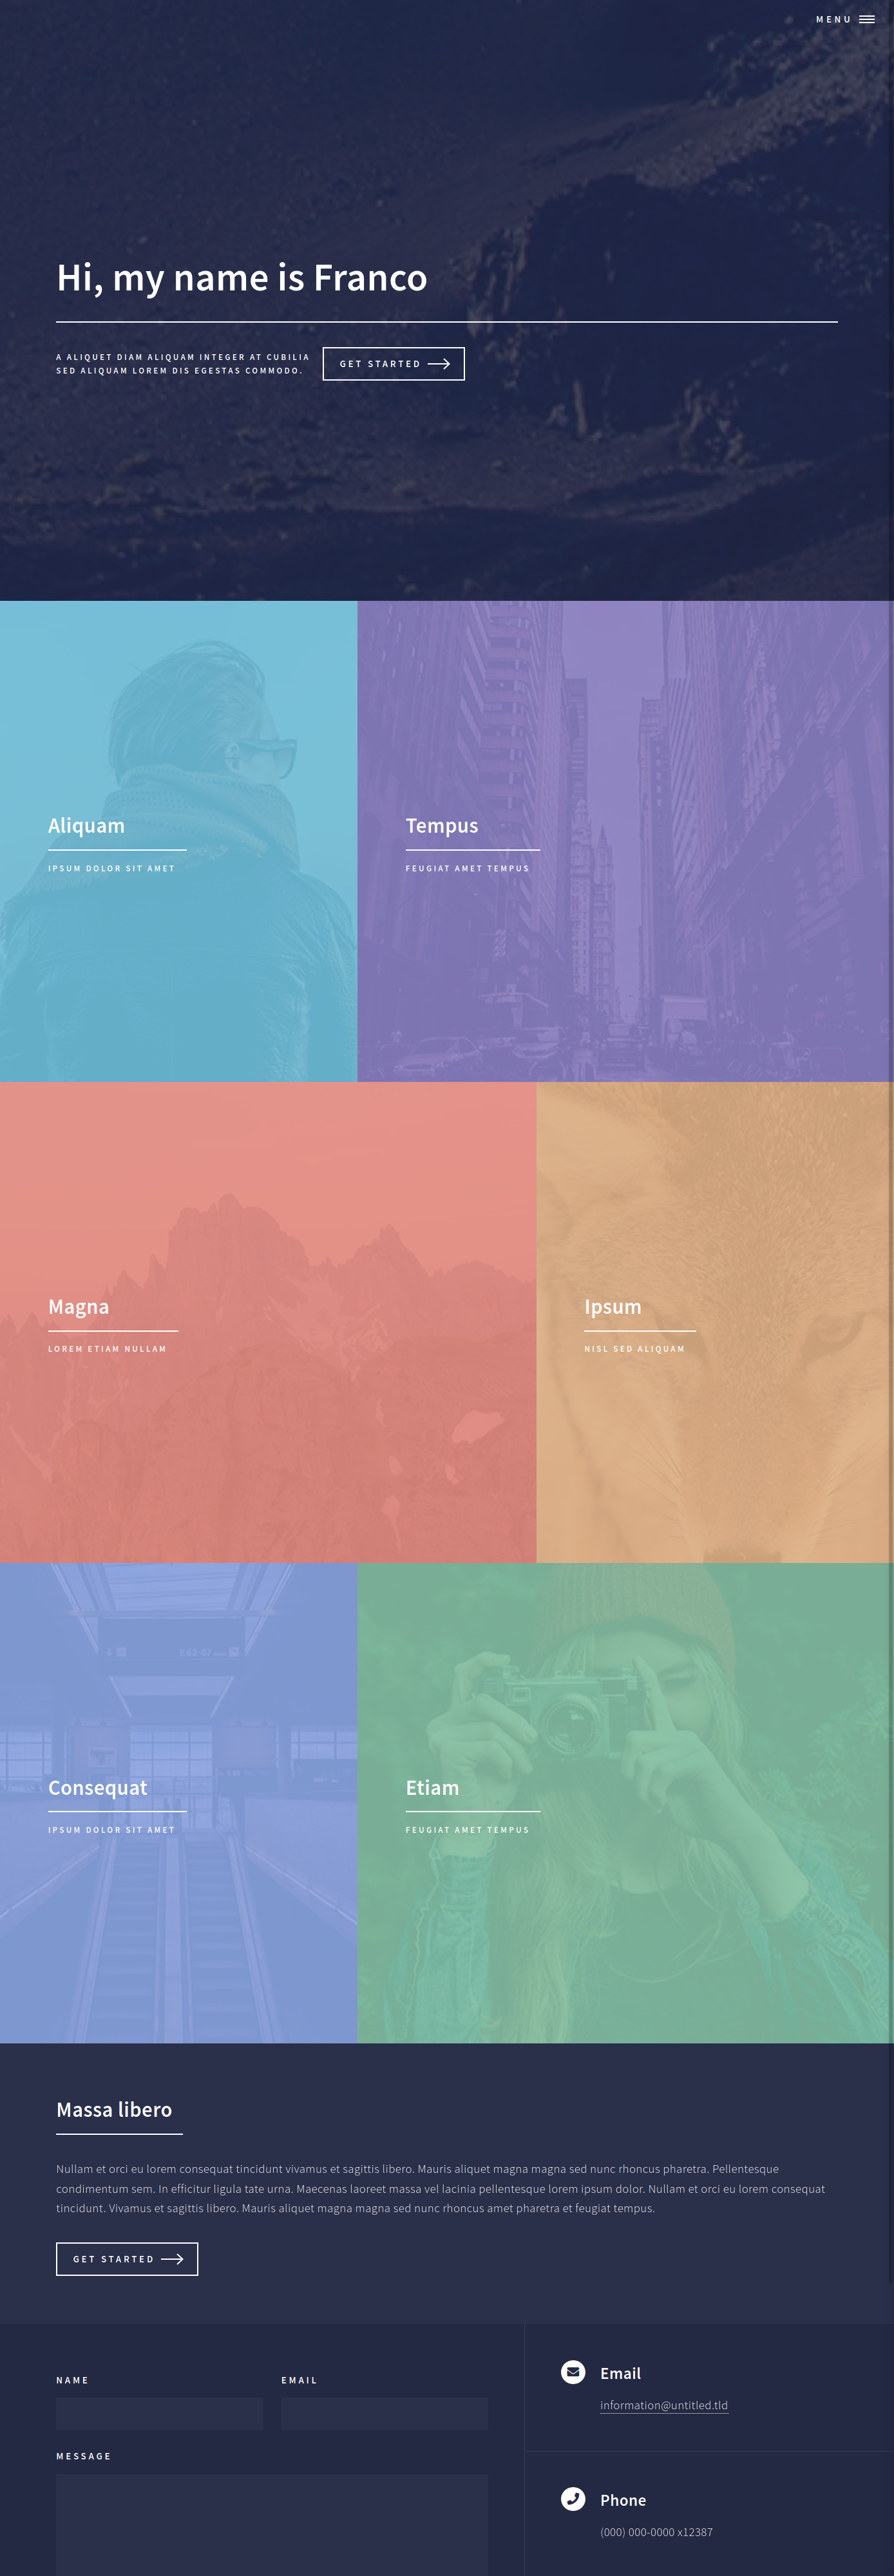 MENU
Hi, my name is Franco
A ALIQUET DIAM ALIQUAM INTEGER AT CUBILIA
SED ALIQUAM LOREM DIS EGESTAS COMMODO.
GET STARTED
Aliquam
IPSUM DOLOR SIT AMET
Tempus
FEUGIAT AMET TEMPUS
Magna
LOREM ETIAM NULLAM
Ipsum
NISL SED ALIQUAM
Consequat
IPSUM DOLOR SIT AMET
Etiam
FEUGIAT AMET TEMPUS
Massa libero
Nullam et orci eu lorem consequat tincidunt vivamus et sagittis libero. Mauris aliquet magna magna sed nunc rhoncus pharetra. Pellentesque
condimentum sem. In efficitur ligula tate urna. Maecenas laoreet massa vel lacinia pellentesque lorem ipsum dolor. Nullam et orci eu lorem consequat
tincidunt. Vivamus et sagittis libero. Mauris aliquet magna magna sed nunc rhoncus amet pharetra et feugiat tempus.
GET STARTED
NAME
EMAIL
MESSAGE
Email
information@untitled.tld
Phone
(000) 000-0000 x12387